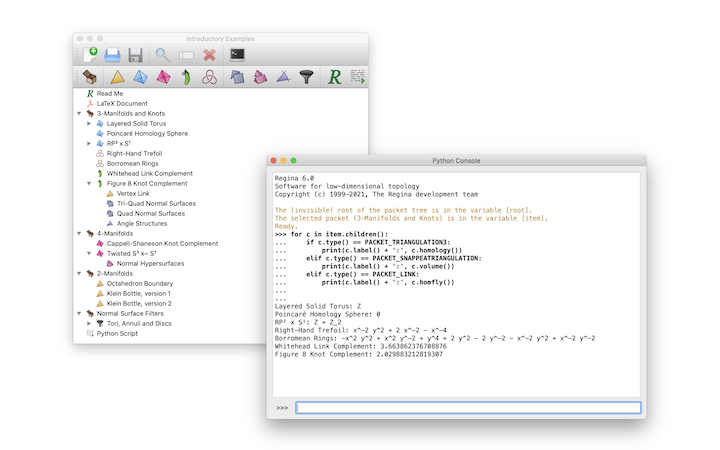 Introductory Examples
R
Read Me
LaTeX Document
3-Manifolds and Knots
Layered Solid Torus
Poincaré Homology Sphere
RP² x S¹
Right-Hand Trefoil
Borromean Rings
Whitehead Link Complement
Figure 8 Knot Complement
Vertex Link
Tri-Quad Normal Surfaces
Quad Normal Surfaces
Angle Structures
4-Manifolds
Cappell-Shaneson Knot Complement
Twisted S³ x~ S¹
Normal Hypersurfaces
2-Manifolds
Octahedron Boundary
Klein Bottle, version 1
Klein Bottle, version 2
Normal Surface Filters
Tori, Annuli and Discs
Python Script
Python Console
Regina 6.0
Software for low-dimensional topology
Copyright (c) 1999-2021, The Regina development team
The (invisible) root of the packet tree is in the variable [root].
The selected packet (3-Manifolds and Knots) is in the variable [item].
Ready.
>>> for c in item.children():
...     if c.type() == PACKET_TRIANGULATION3:
...         print(c.label() + ':', c.homology())
...     elif c.type() == PACKET_SNAPPEATRIANGULATION:
...         print(c.label() + ':', c.volume())
...     elif c.type() == PACKET_LINK:
...         print(c.label() + ':', c.homfly())
...
...
Layered Solid Torus: Z
Poincaré Homology Sphere: 0
RP² x S¹: Z + Z_2
Right-Hand Trefoil: x^-2 y^2 + 2 x^-2 - x^-4
Borromean Rings: -x^2 y^2 + x^2 y^-2 + y^4 + 2 y^2 - 2 y^-2 - x^-2 y^2 + x^-2 y^-2
Whitehead Link Complement: 3.663862376708876
Figure 8 Knot Complement: 2.029883212819307
>>>